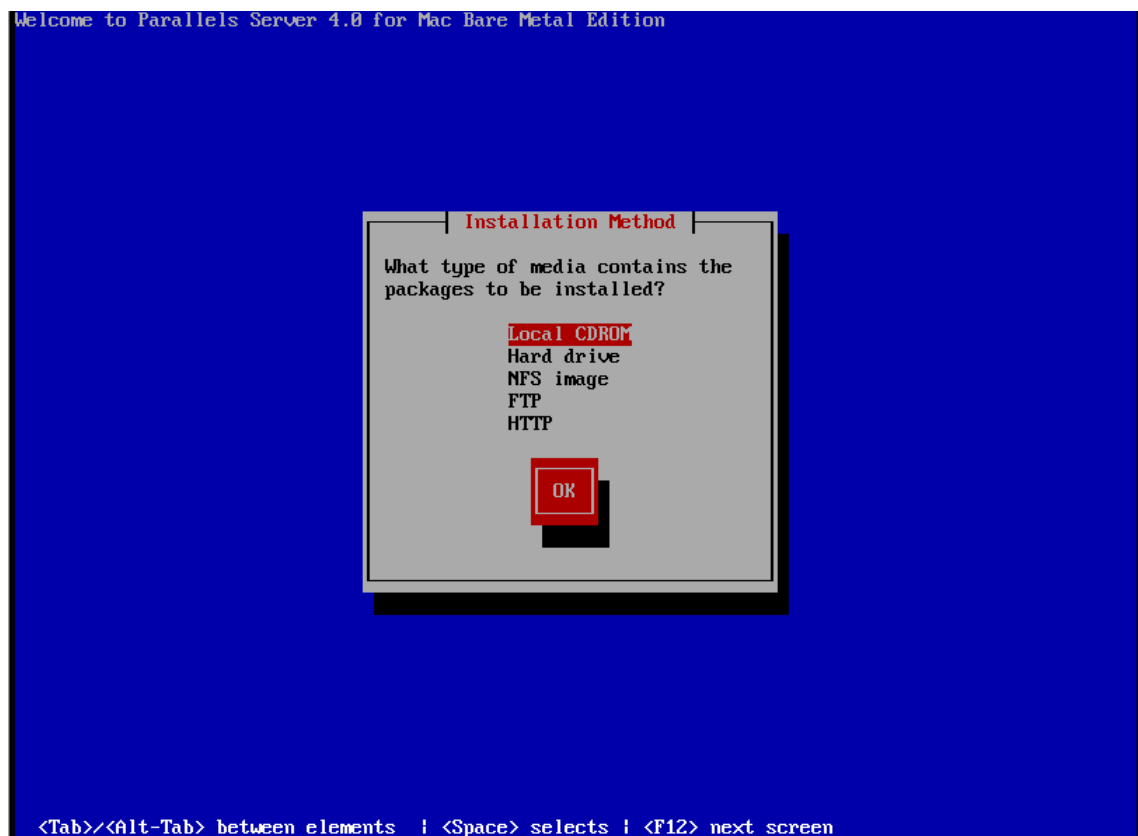 Welcome to Parallels Server 4.0 for Mac Bare Metal Edition
Installation Method
What type of media contains the
packages to be installed?
Local CDROM
Hard drive
NFS image
FTP
HTTP
OK
<Tab>/<Alt-Tab> between elements | <Space> selects | <F12> next screen